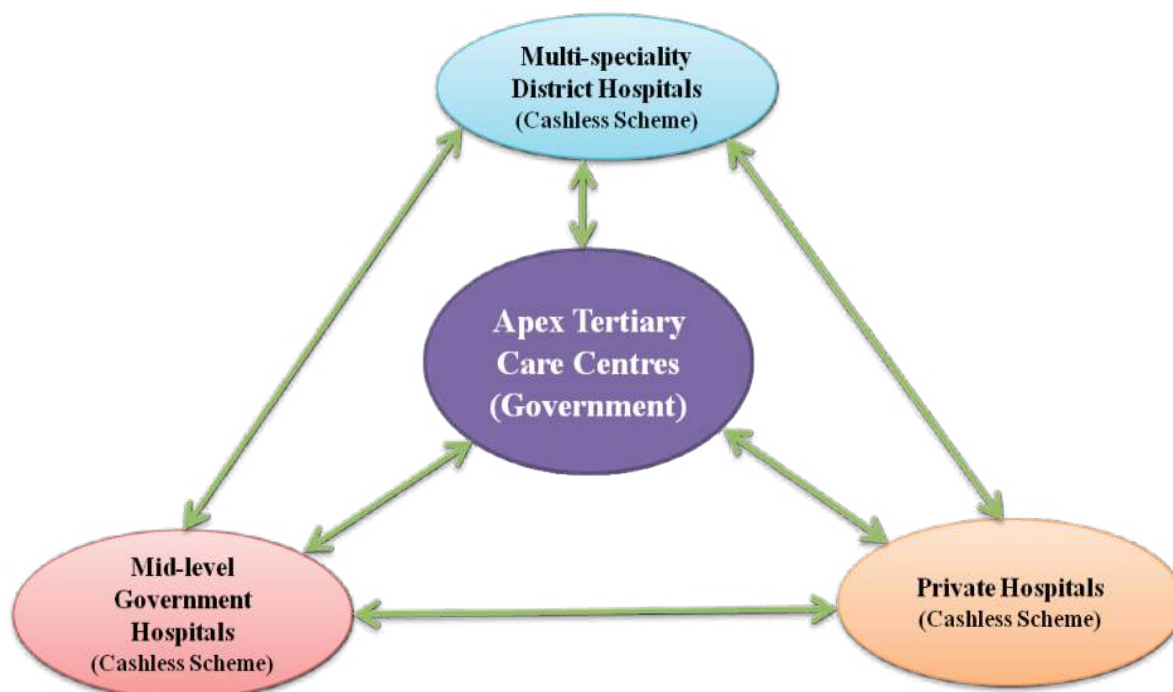 Multi-speciality
District Hospitals
(Cashless Scheme)
Apex Tertiary
Care Centres
(Government)
Mid-level
Government
Hospitals
(Cashless Scheme)
Private Hospitals
(Cashless Scheme)